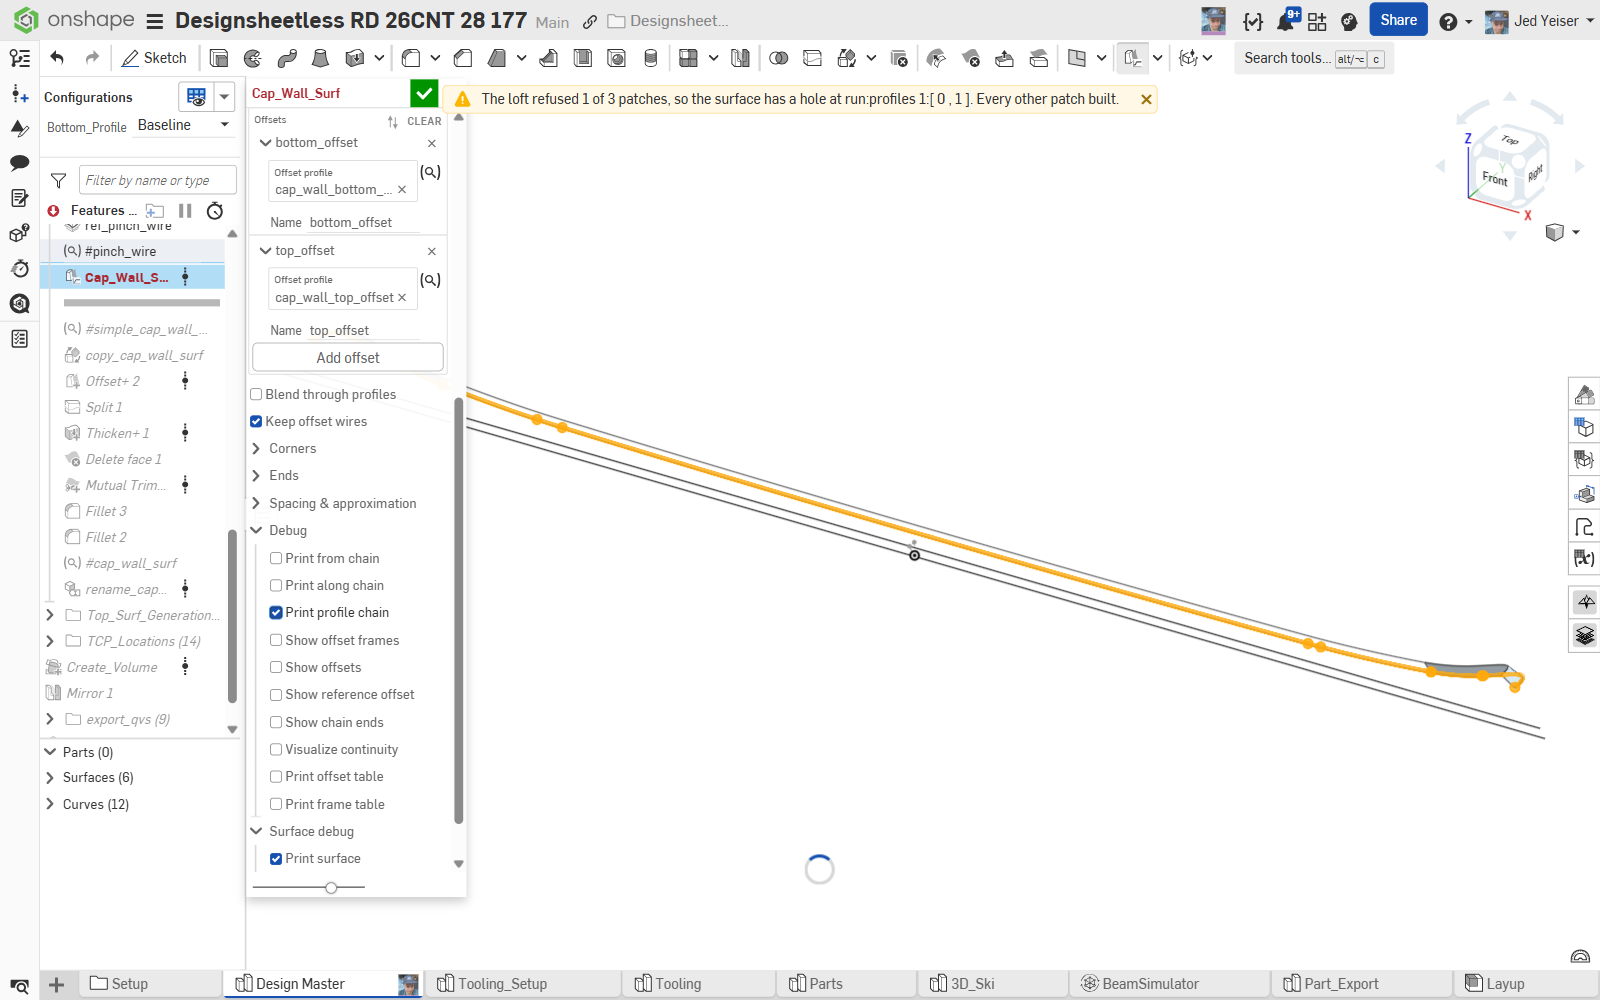 onshape
Designsheetless RD 26CNT 28 177
Main
Designsheet...
9+
Share
Jed Yeiser
Sketch
Search tools...
alt/⌥
c
Configurations
Bottom_Profile
Baseline
Filter by name or type
Features ...
ref_pinch_wire
#pinch_wire
Cap_Wall_S...
#simple_cap_wall_...
copy_cap_wall_surf
Offset+ 2
Split 1
Thicken+ 1
Delete face 1
Mutual Trim...
Fillet 3
Fillet 2
#cap_wall_surf
rename_cap...
Top_Surf_Generation...
TCP_Locations (14)
Create_Volume
Mirror 1
export_qvs (9)
Parts (0)
Surfaces (6)
Curves (12)
Cap_Wall_Surf
Offsets
CLEAR
bottom_offset
Offset profile
cap_wall_bottom_...
Name bottom_offset
top_offset
Offset profile
cap_wall_top_offset
Name top_offset
Add offset
Blend through profiles
Keep offset wires
Corners
Ends
Spacing & approximation
Debug
Print from chain
Print along chain
Print profile chain
Show offset frames
Show offsets
Show reference offset
Show chain ends
Visualize continuity
Print offset table
Print frame table
Surface debug
Print surface
The loft refused 1 of 3 patches, so the surface has a hole at run:profiles 1:[ 0 , 1 ]. Every other patch built.
Z
Top
Y
Front
Right
X
Setup
Design Master
Tooling_Setup
Tooling
Parts
3D_Ski
BeamSimulator
Part_Export
Layup